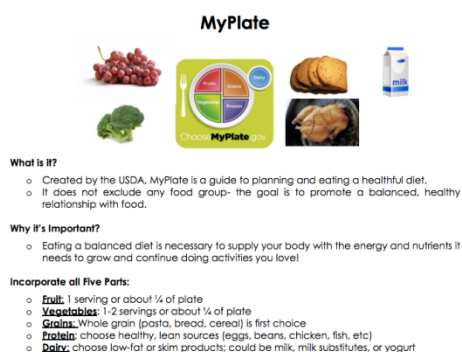 MyPlate
Fruits
Grains
Dairy
Vegetables
Protein
ChooseMyPlate.gov
milk
What is it?
o Created by the USDA, MyPlate is a guide to planning and eating a healthful diet.
o It does not exclude any food group- the goal is to promote a balanced, healthy
relationship with food.
Why it's Important?
o Eating a balanced diet is necessary to supply your body with the energy and nutrients it
needs to grow and continue doing activities you love!
Incorporate all Five Parts:
o Fruit: 1 serving or about ¼ of plate
o Vegetables: 1-2 servings or about ¼ of plate
o Grains: Whole grain (pasta, bread, cereal) is first choice
o Protein: choose healthy, lean sources (eggs, beans, chicken, fish, etc)
o Dairy: choose low-fat or skim products; could be milk, milk substitutes, or yogurt